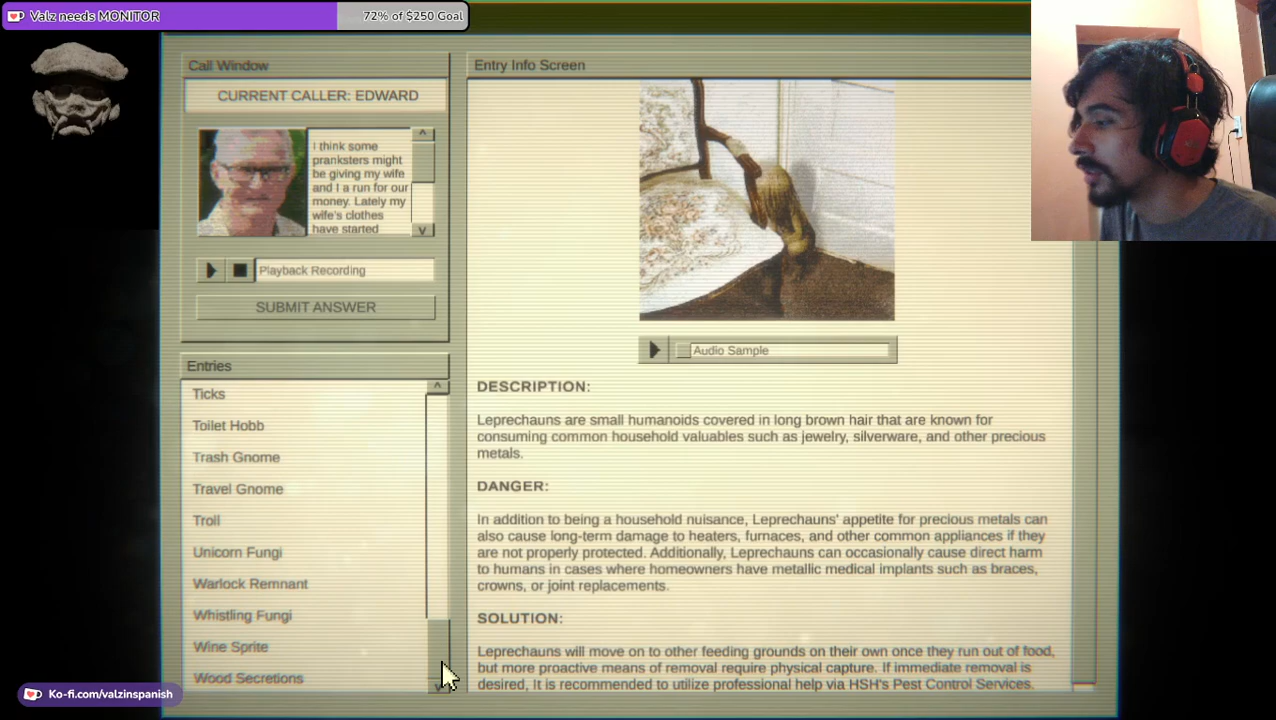 Valz needs MONITOR
72% of $250 Goal
Call Window
CURRENT CALLER: EDWARD
I think some
pranksters might
be giving my wife
and I a run for our
money. Lately my
wife's clothes
have started
Playback Recording
SUBMIT ANSWER
Entries
Ticks
Toilet Hobb
Trash Gnome
Travel Gnome
Troll
Unicorn Fungi
Warlock Remnant
Whistling Fungi
Wine Sprite
Wood Secretions
Ko-fi.com/valzinspanish
Entry Info Screen
Audio Sample
DESCRIPTION:
Leprechauns are small humanoids covered in long brown hair that are known for
consuming common household valuables such as jewelry, silverware, and other precious
metals.
DANGER:
In addition to being a household nuisance, Leprechauns' appetite for precious metals can
also cause long-term damage to heaters, furnaces, and other common appliances if they
are not properly protected. Additionally, Leprechauns can occasionally cause direct harm
to humans in cases where homeowners have metallic medical implants such as braces,
crowns, or joint replacements.
SOLUTION:
Leprechauns will move on to other feeding grounds on their own once they run out of food,
but more proactive means of removal require physical capture. If immediate removal is
desired, It is recommended to utilize professional help via HSH's Pest Control Services.